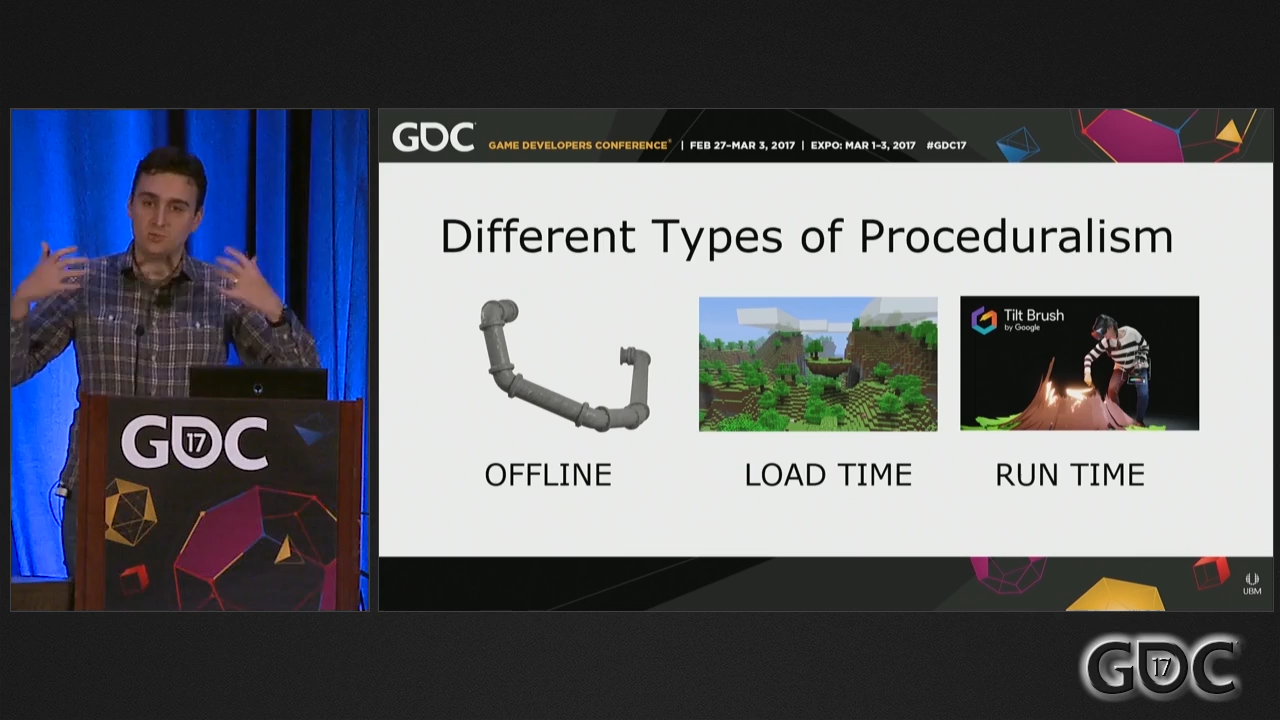 GDC
GAME DEVELOPERS CONFERENCE® | FEB 27–MAR 3, 2017 | EXPO: MAR 1–3, 2017 #GDC17
Different Types of Proceduralism
Tilt Brush
by Google
OFFLINE
LOAD TIME
RUN TIME
GDC
17
UBM
GDC
17